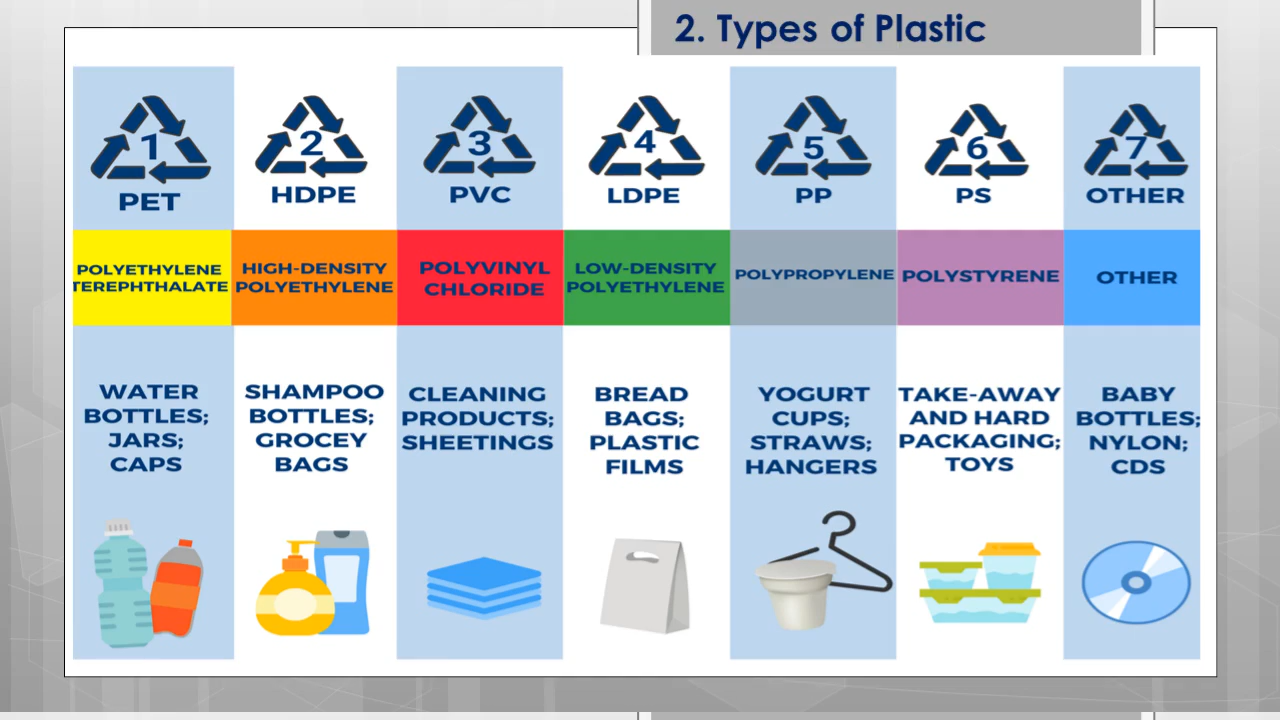 2. Types of Plastic
1
PET
2
HDPE
3
PVC
4
LDPE
5
PP
6
PS
7
OTHER
POLYETHYLENE
TEREPHTHALATE
HIGH-DENSITY
POLYETHYLENE
POLYVINYL
CHLORIDE
LOW-DENSITY
POLYETHYLENE
POLYPROPYLENE
POLYSTYRENE
OTHER
WATER
BOTTLES;
JARS;
CAPS
SHAMPOO
BOTTLES;
GROCEY
BAGS
CLEANING
PRODUCTS;
SHEETINGS
BREAD
BAGS;
PLASTIC
FILMS
YOGURT
CUPS;
STRAWS;
HANGERS
TAKE-AWAY
AND HARD
PACKAGING;
TOYS
BABY
BOTTLES;
NYLON;
CDS